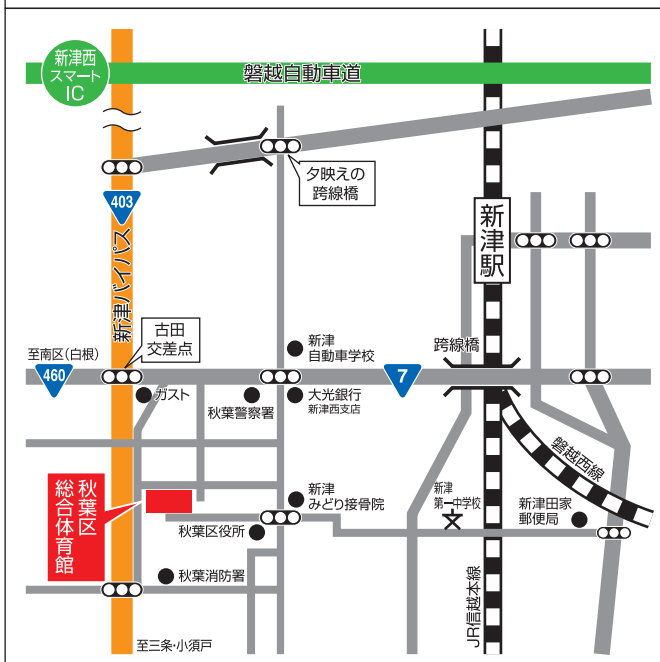 新津西
スマート
IC
磐越自動車道
夕映えの
跨線橋
403
新津駅
新津バイパス
古田
交差点
新津
自動車学校
跨線橋
至南区(白根)
460
7
ガスト
秋葉警察署
大光銀行
新津西支店
磐越西線
秋葉区
総合体育館
新津
みどり接骨院
新津
第一中学校
新津田家
郵便局
秋葉区役所
秋葉消防署
JR信越本線
至三条・小須戸